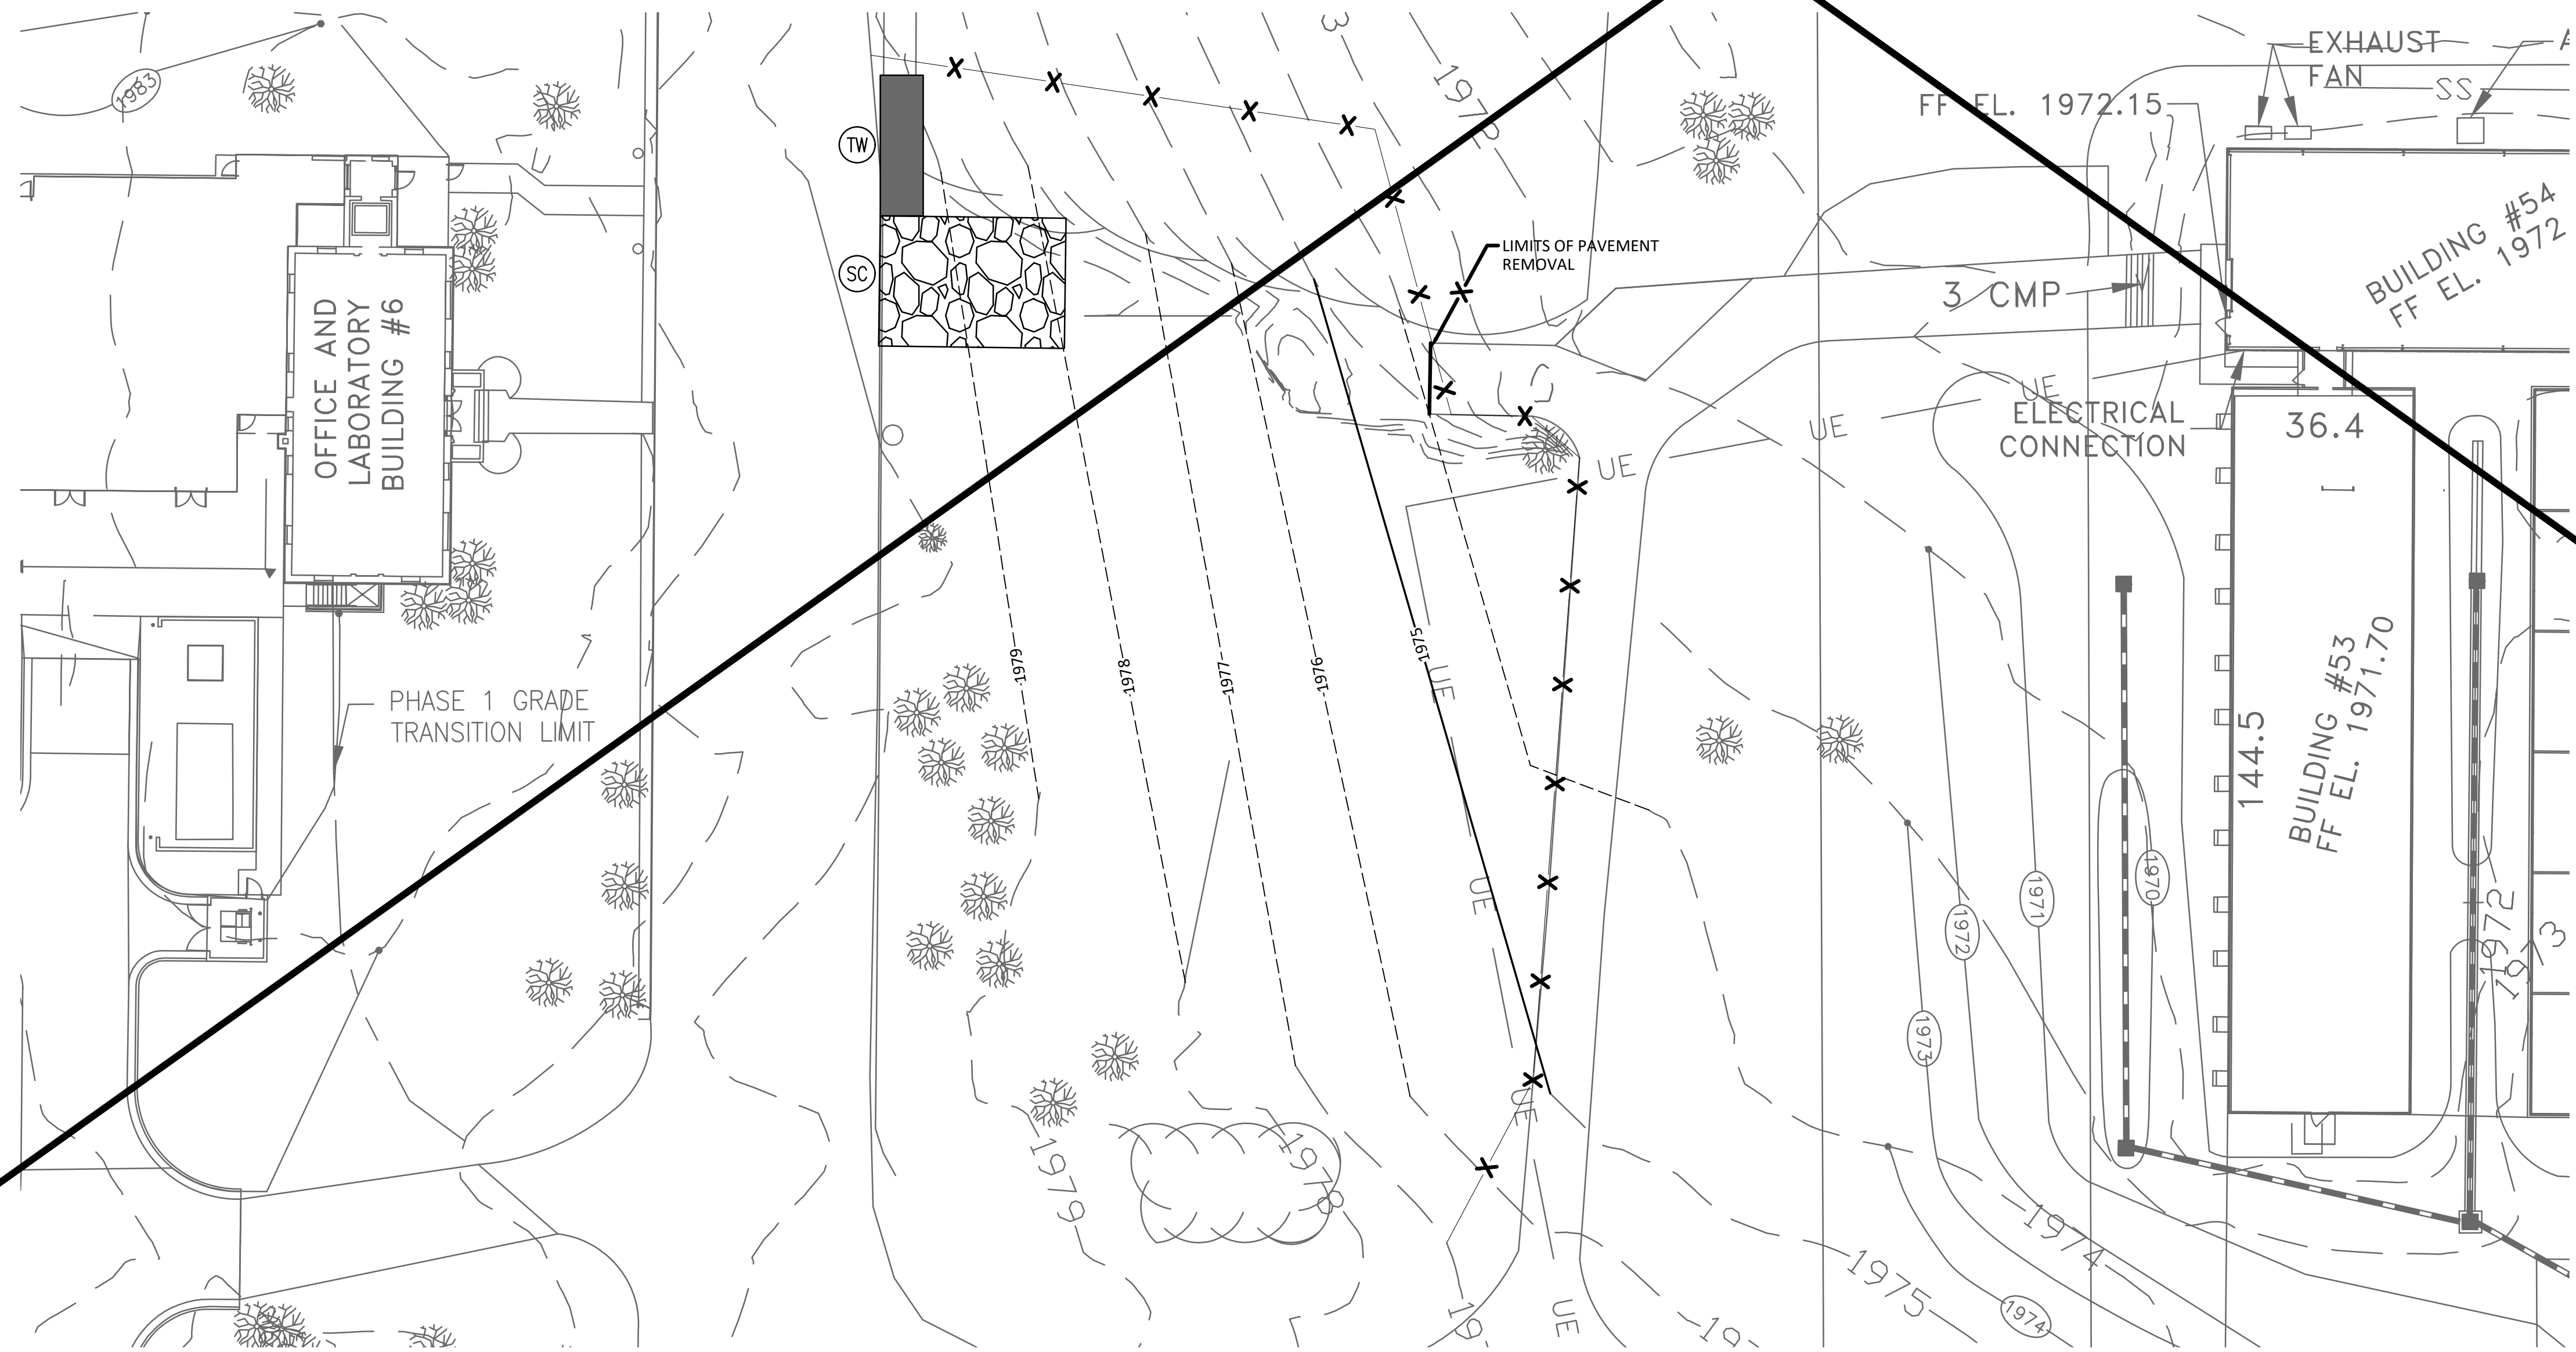 1983
EXHAUST
FAN
SS
FF EL. 1972.15
TW
SC
LIMITS OF PAVEMENT
REMOVAL
3 CMP
BUILDING #54
FF EL. 1972
OFFICE AND
LABORATORY
BUILDING #6
UE
UE
UE
ELECTRICAL
CONNECTION
36.4
1979
1978
1977
1976
1975
UE
PHASE 1 GRADE
TRANSITION LIMIT
144.5
BUILDING #53
FF EL. 1971.70
UE
1970
1971
1972
1973
1972
UE
1979
1978
1974
1975
1974
UE